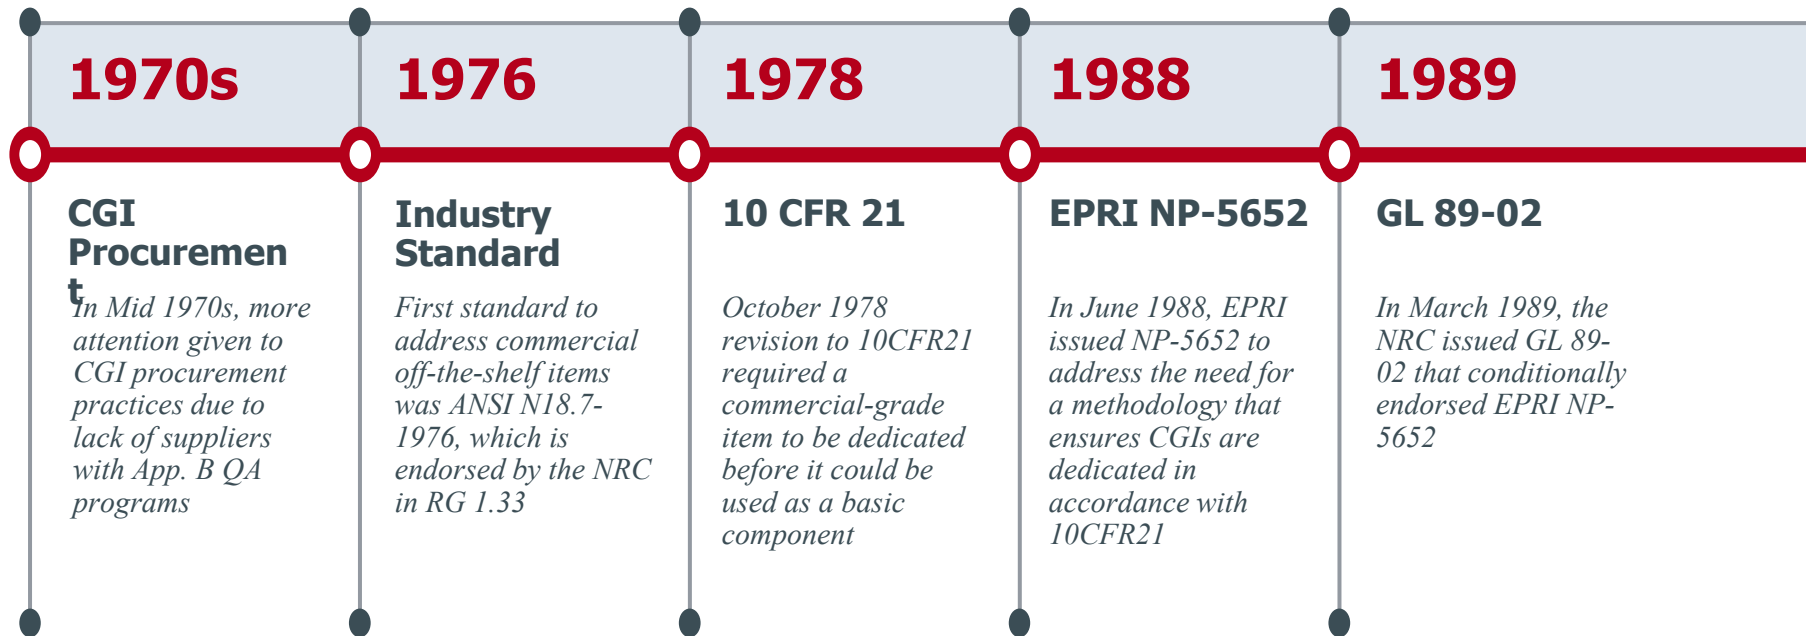 1970s
CGI
Procuremen
t
In Mid 1970s, more
attention given to
CGI procurement
practices due to
lack of suppliers
with App. B QA
programs
1976
Industry
Standard
First standard to
address commercial
off-the-shelf items
was ANSI N18.7-
1976, which is
endorsed by the NRC
in RG 1.33
1978
10 CFR 21
October 1978
revision to 10CFR21
required a
commercial-grade
item to be dedicated
before it could be
used as a basic
component
1988
EPRI NP-5652
In June 1988, EPRI
issued NP-5652 to
address the need for
a methodology that
ensures CGIs are
dedicated in
accordance with
10CFR21
1989
GL 89-02
In March 1989, the
NRC issued GL 89-
02 that conditionally
endorsed EPRI NP-
5652